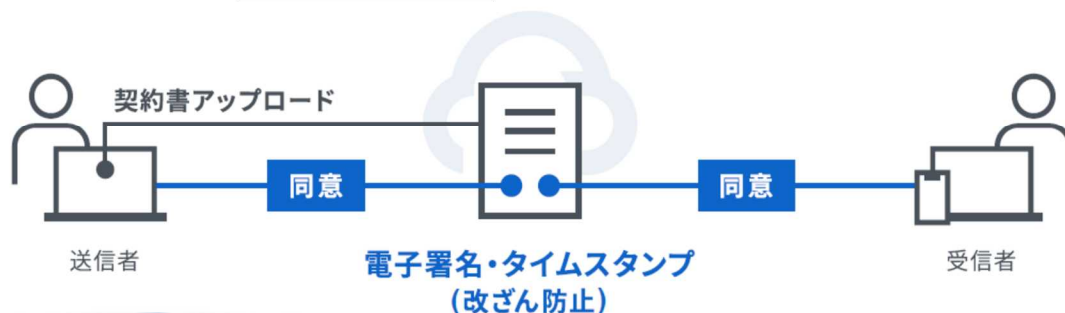 契約書アップロード
同意
同意
送信者
電子署名・タイムスタンプ
(改ざん防止)
受信者